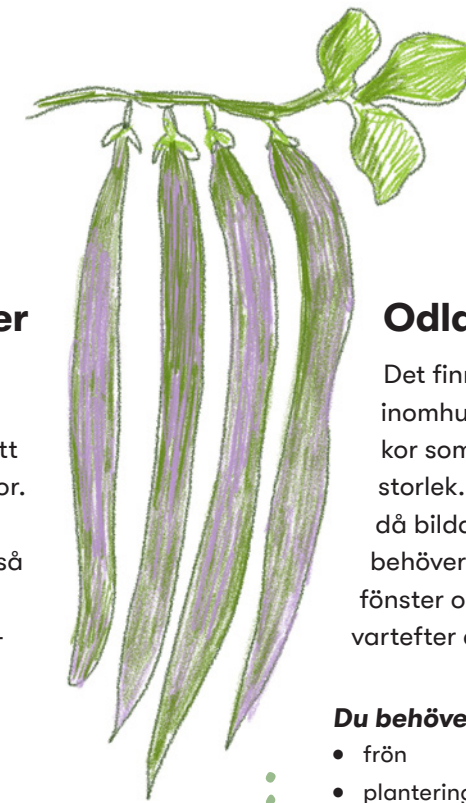 er
tt
or.
så
-
Odla
Det finn
inomhu
kor som
storlek.
då bilda
behöver
fönster o
vartefter
Du behöve
• frön
• plantering